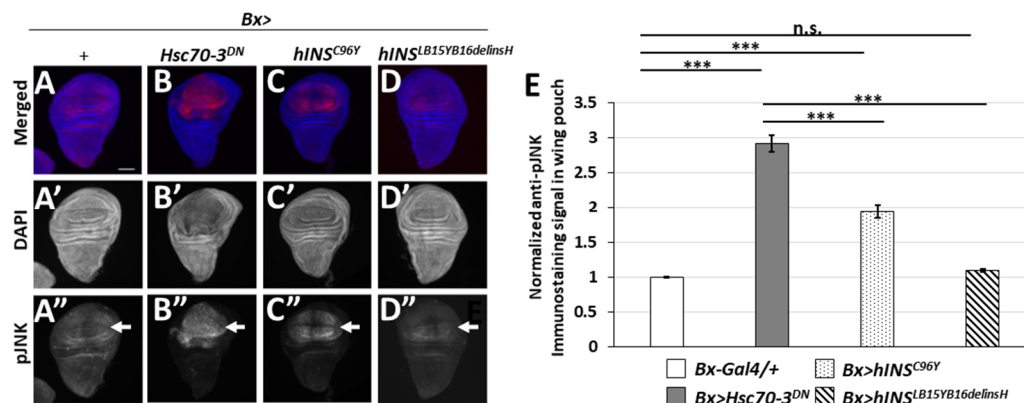 Bx>
+ Hsc70-3DN hINSC96Y hINSLB15YB16delinsH
Merged
A B C D
DAPI
A’ B’ C’ D’
pJNK
A” B” C” D” E
E
n.s.
***
***
***
***
Normalized anti-pJNK
Immunostaining signal in wing pouch
3.5
3
2.5
2
1.5
1
0.5
0
Bx-Gal4/+ Bx>hINSC96Y
Bx>Hsc70-3DN Bx>hINSLB15YB16delinsH